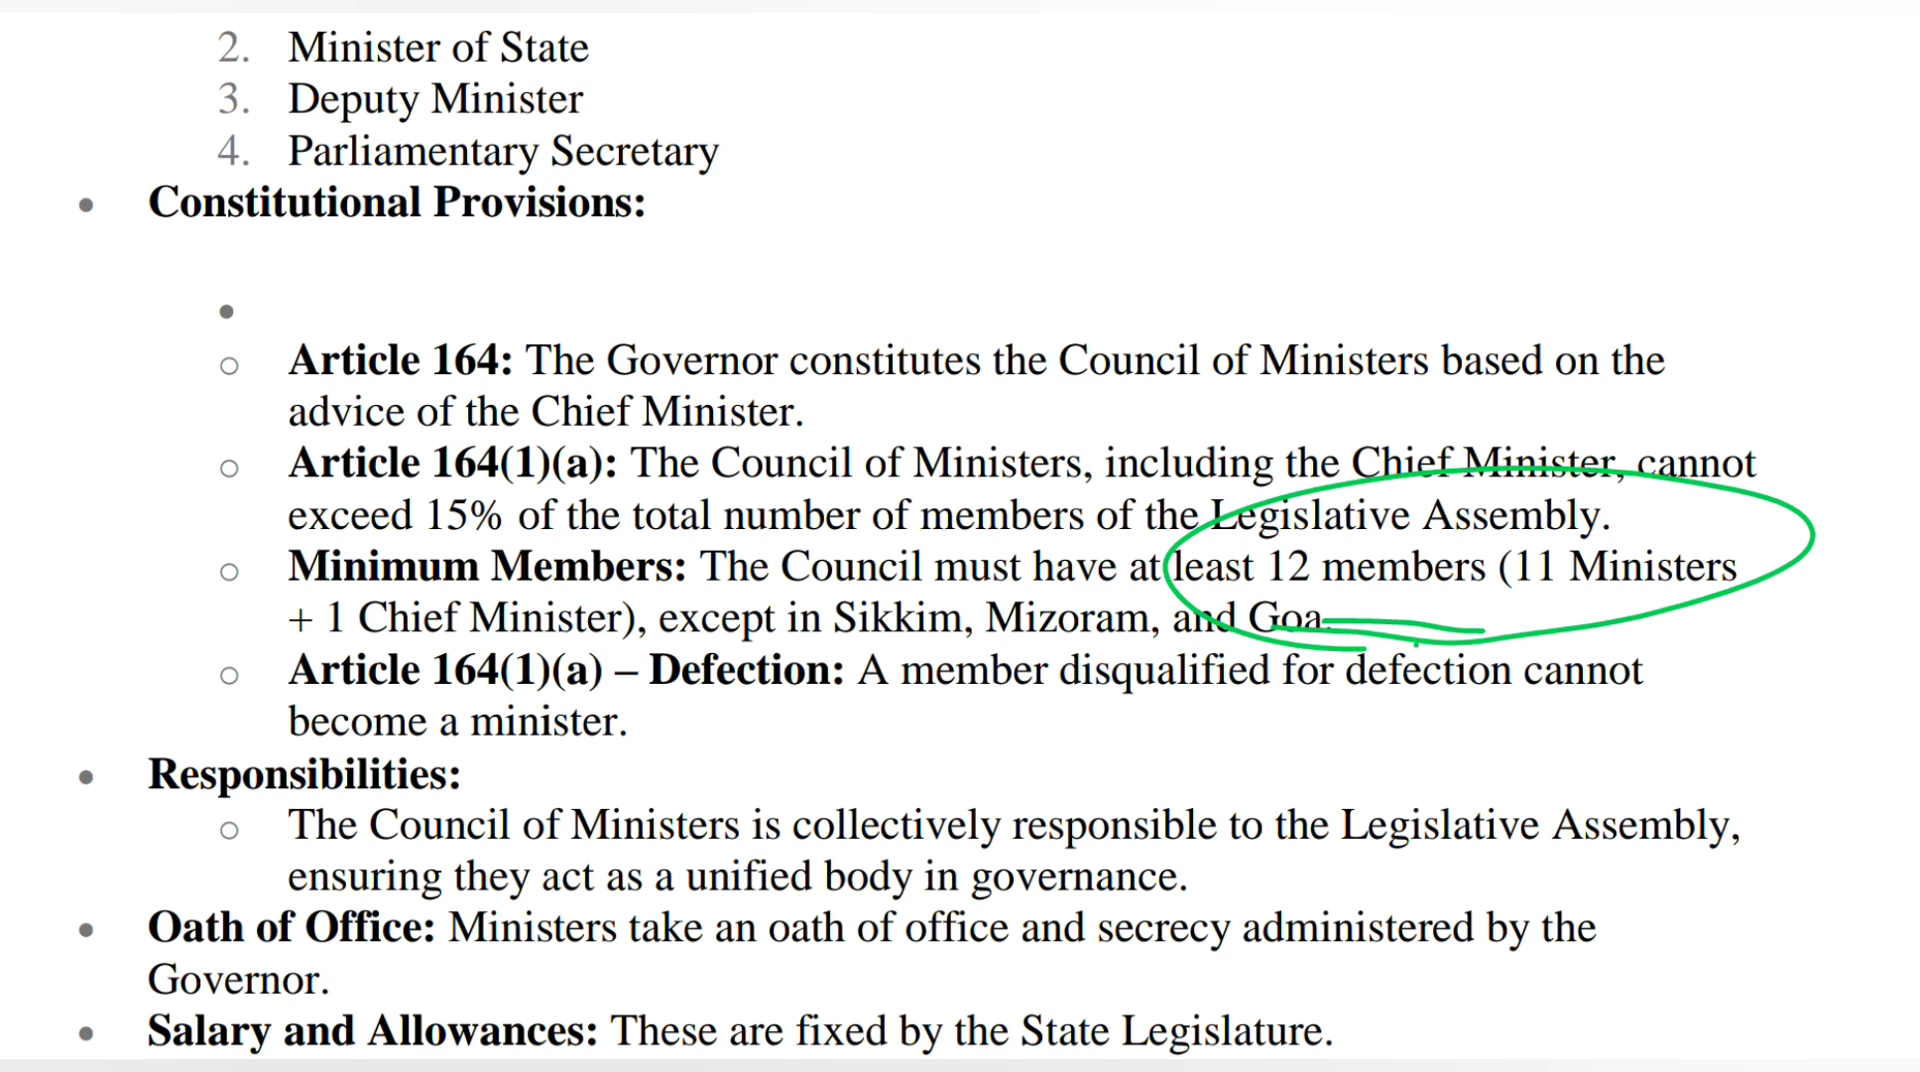 2. Minister of State
3. Deputy Minister
4. Parliamentary Secretary
• Constitutional Provisions:
•
○ Article 164: The Governor constitutes the Council of Ministers based on the
advice of the Chief Minister.
○ Article 164(1)(a): The Council of Ministers, including the Chief Minister, cannot
exceed 15% of the total number of members of the Legislative Assembly.
○ Minimum Members: The Council must have at least 12 members (11 Ministers
+ 1 Chief Minister), except in Sikkim, Mizoram, and Goa.
○ Article 164(1)(a) – Defection: A member disqualified for defection cannot
become a minister.
• Responsibilities:
○ The Council of Ministers is collectively responsible to the Legislative Assembly,
ensuring they act as a unified body in governance.
• Oath of Office: Ministers take an oath of office and secrecy administered by the
Governor.
• Salary and Allowances: These are fixed by the State Legislature.